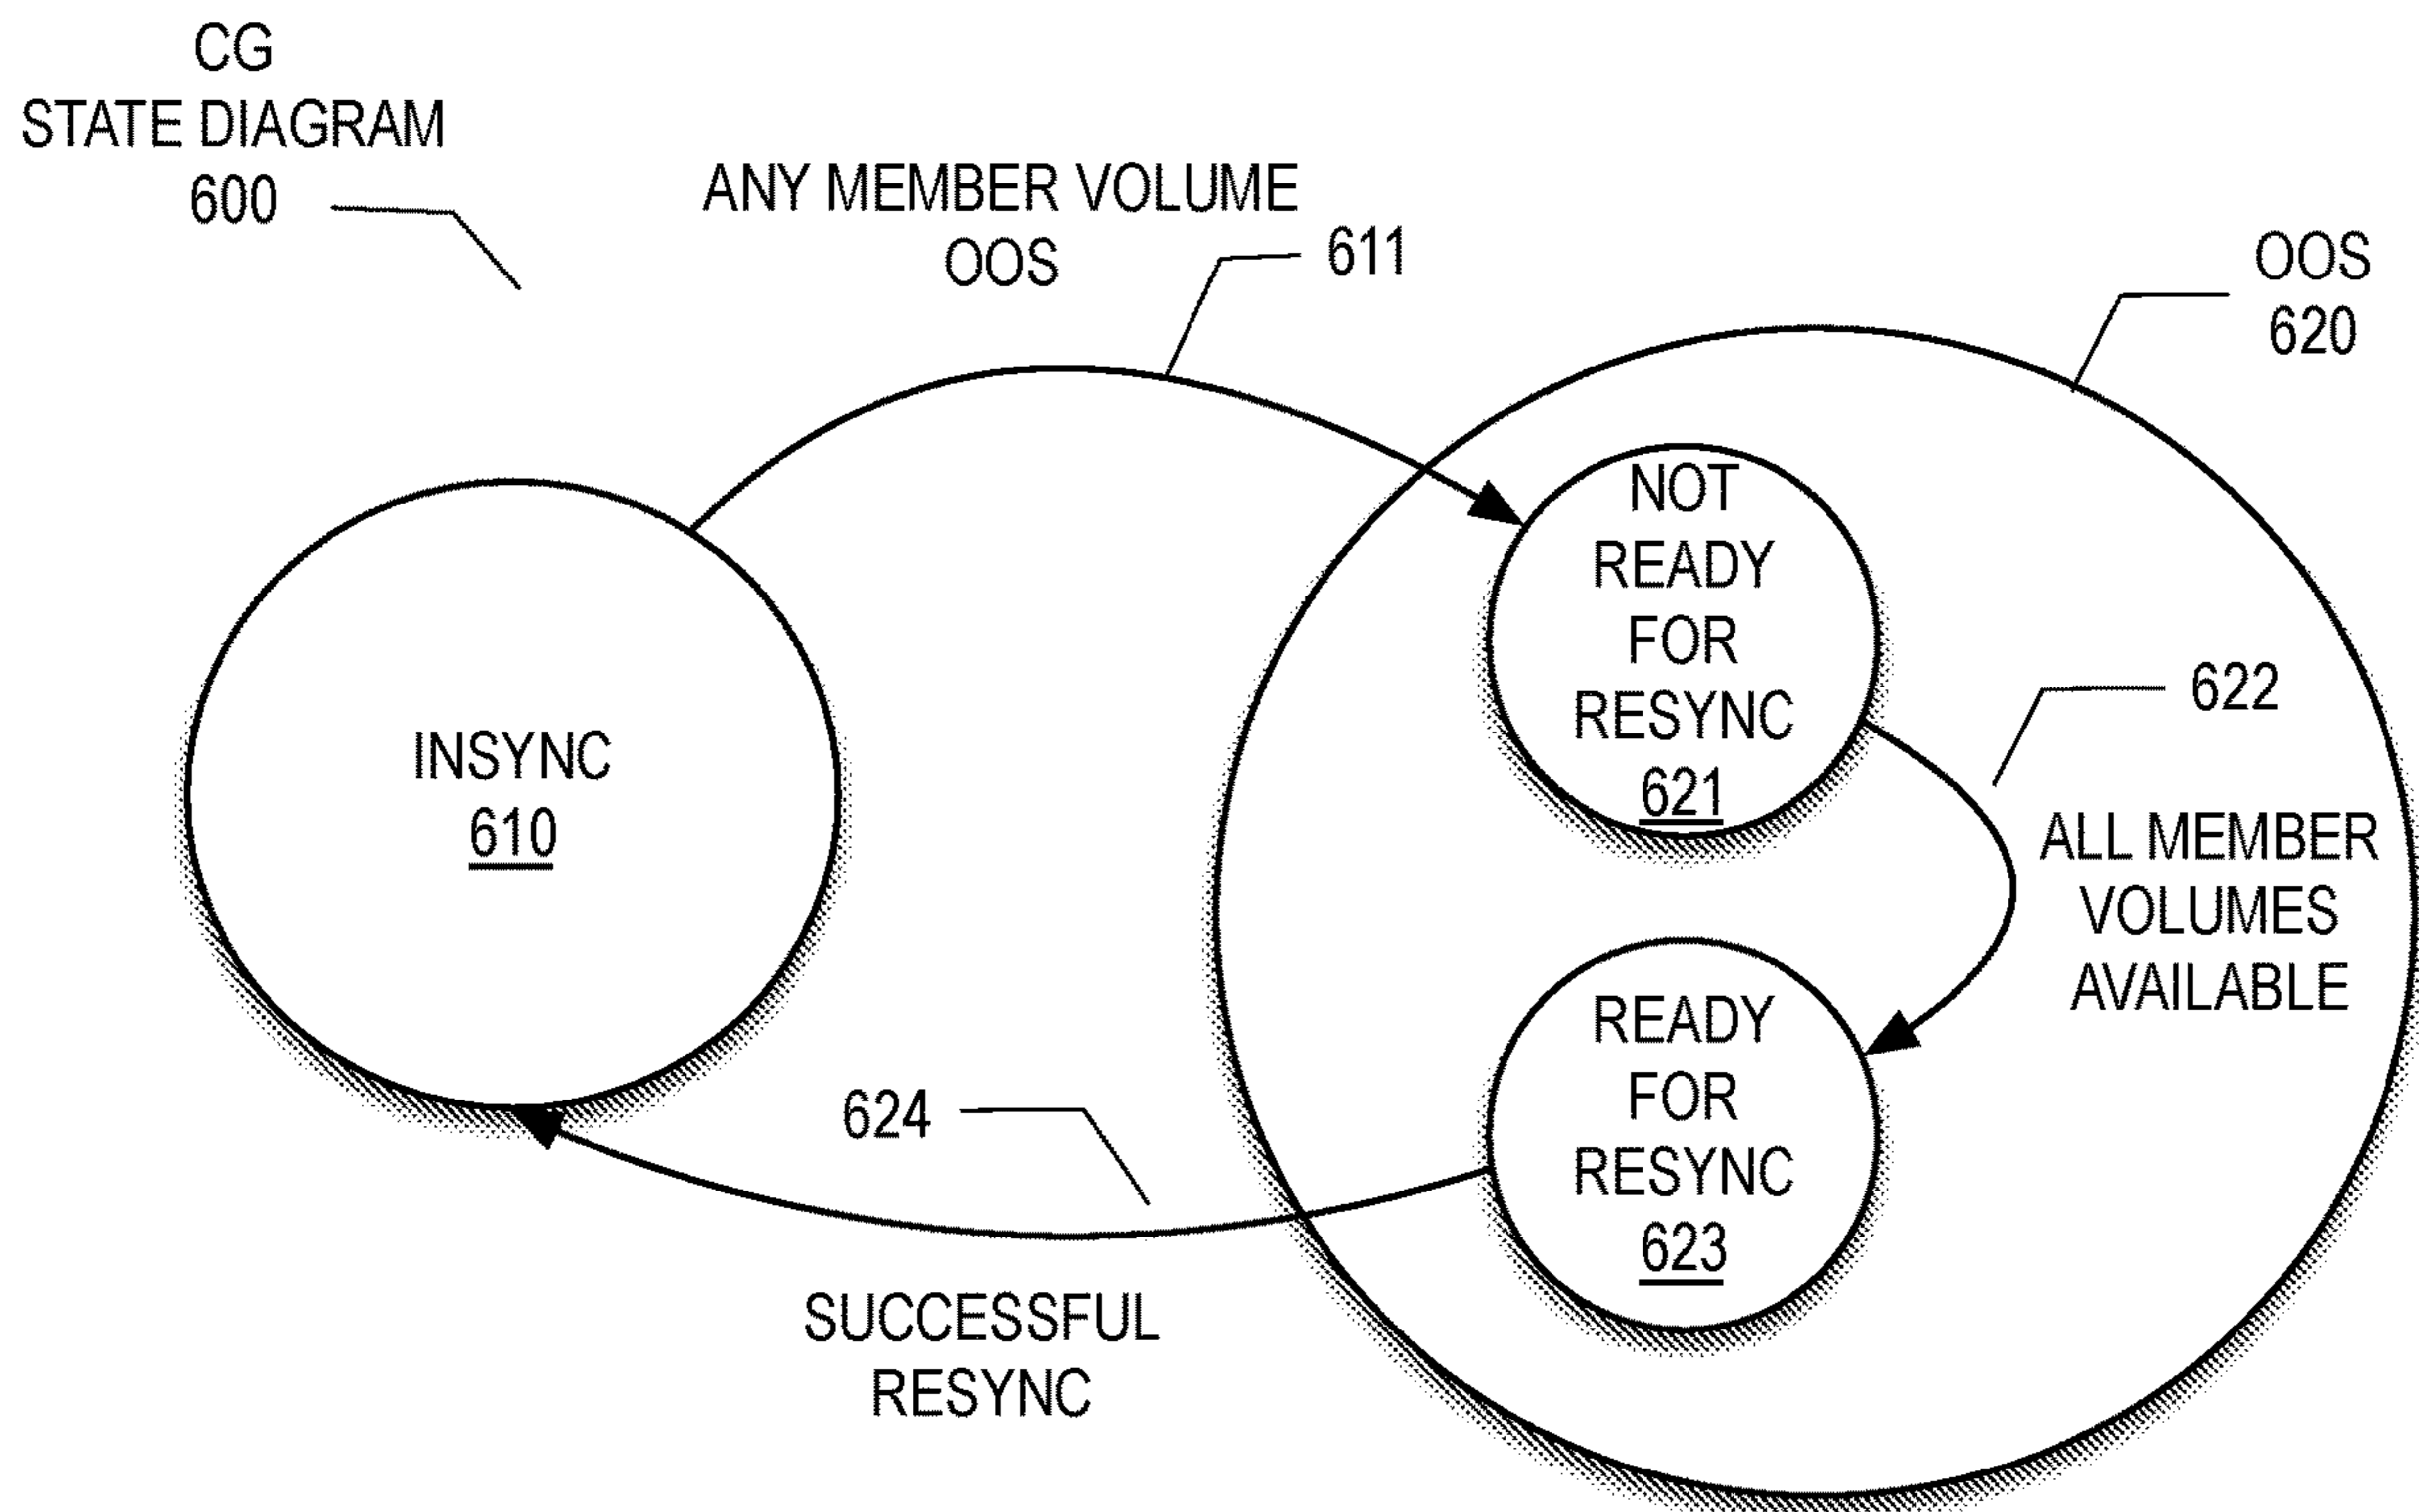 CG
STATE DIAGRAM
600
ANY MEMBER VOLUME
OOS
611
OOS
620
INSYNC
610
NOT
READY
FOR
RESYNC
621
622
ALL MEMBER
VOLUMES
AVAILABLE
READY
FOR
RESYNC
623
624
SUCCESSFUL
RESYNC